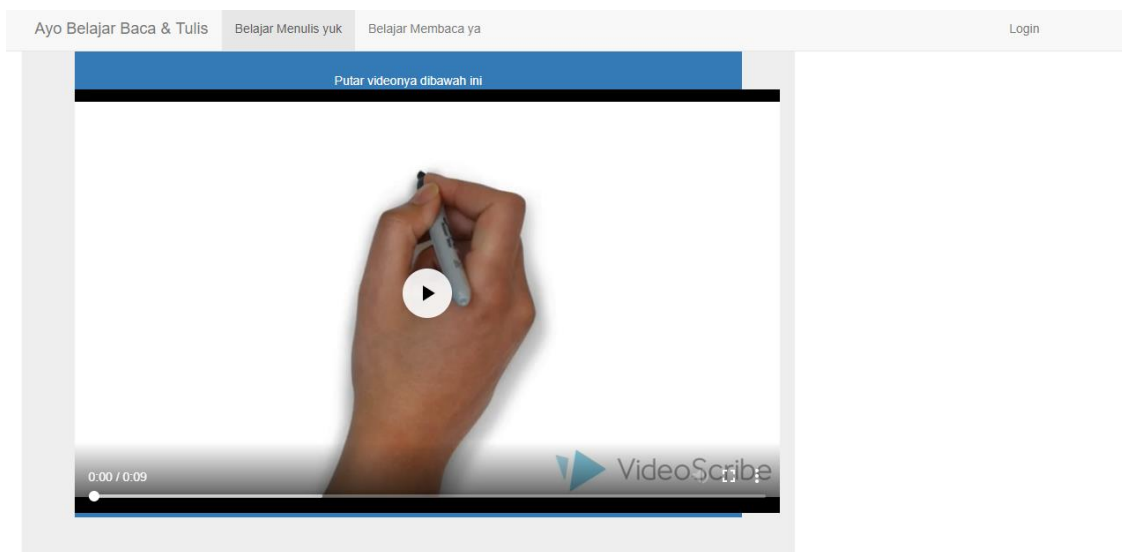 Ayo Belajar Baca & Tulis Belajar Menulis yuk Belajar Membaca ya Login
Putar videonya dibawah ini
0:00 / 0:09
VideoScribe